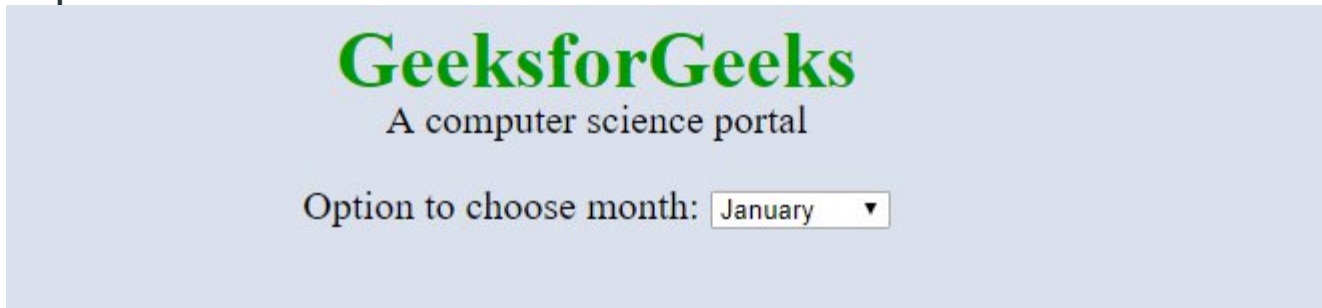 GeeksforGeeks
A computer science portal
Option to choose month: January